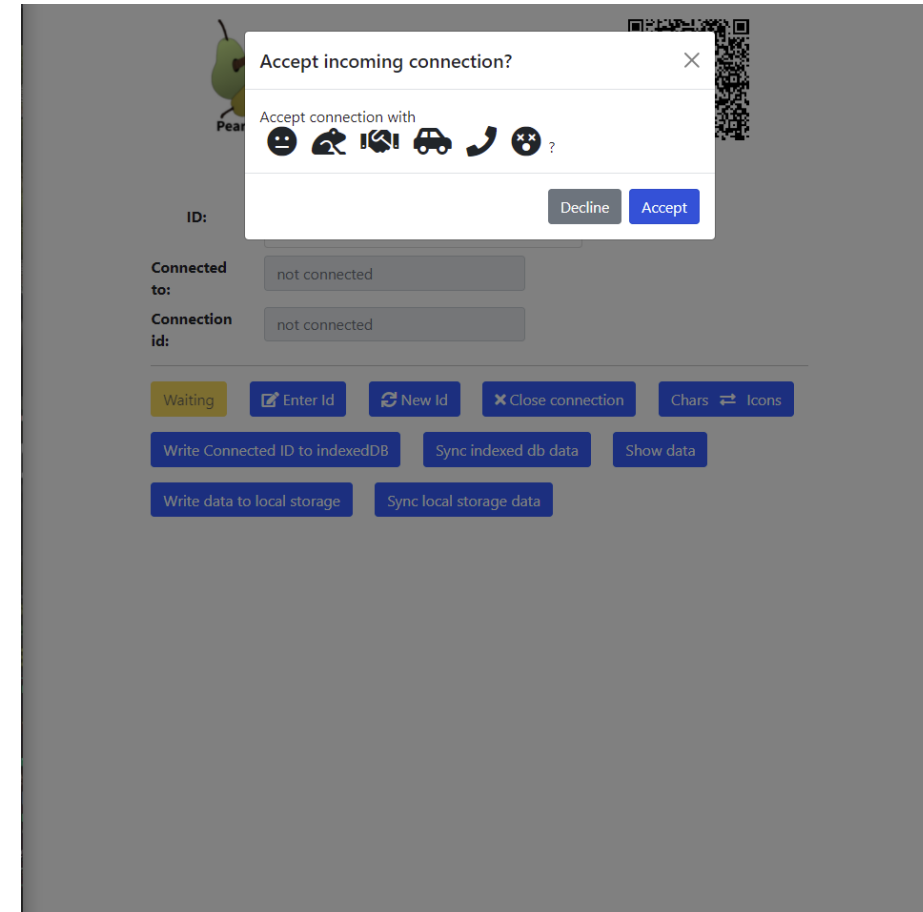 Accept incoming connection?
Accept connection with
?
Decline Accept
Pear
ID:
Connected
to:
not connected
Connection
id:
not connected
Waiting Enter Id New Id Close connection Chars Icons
Write Connected ID to indexedDB Sync indexed db data Show data
Write data to local storage Sync local storage data